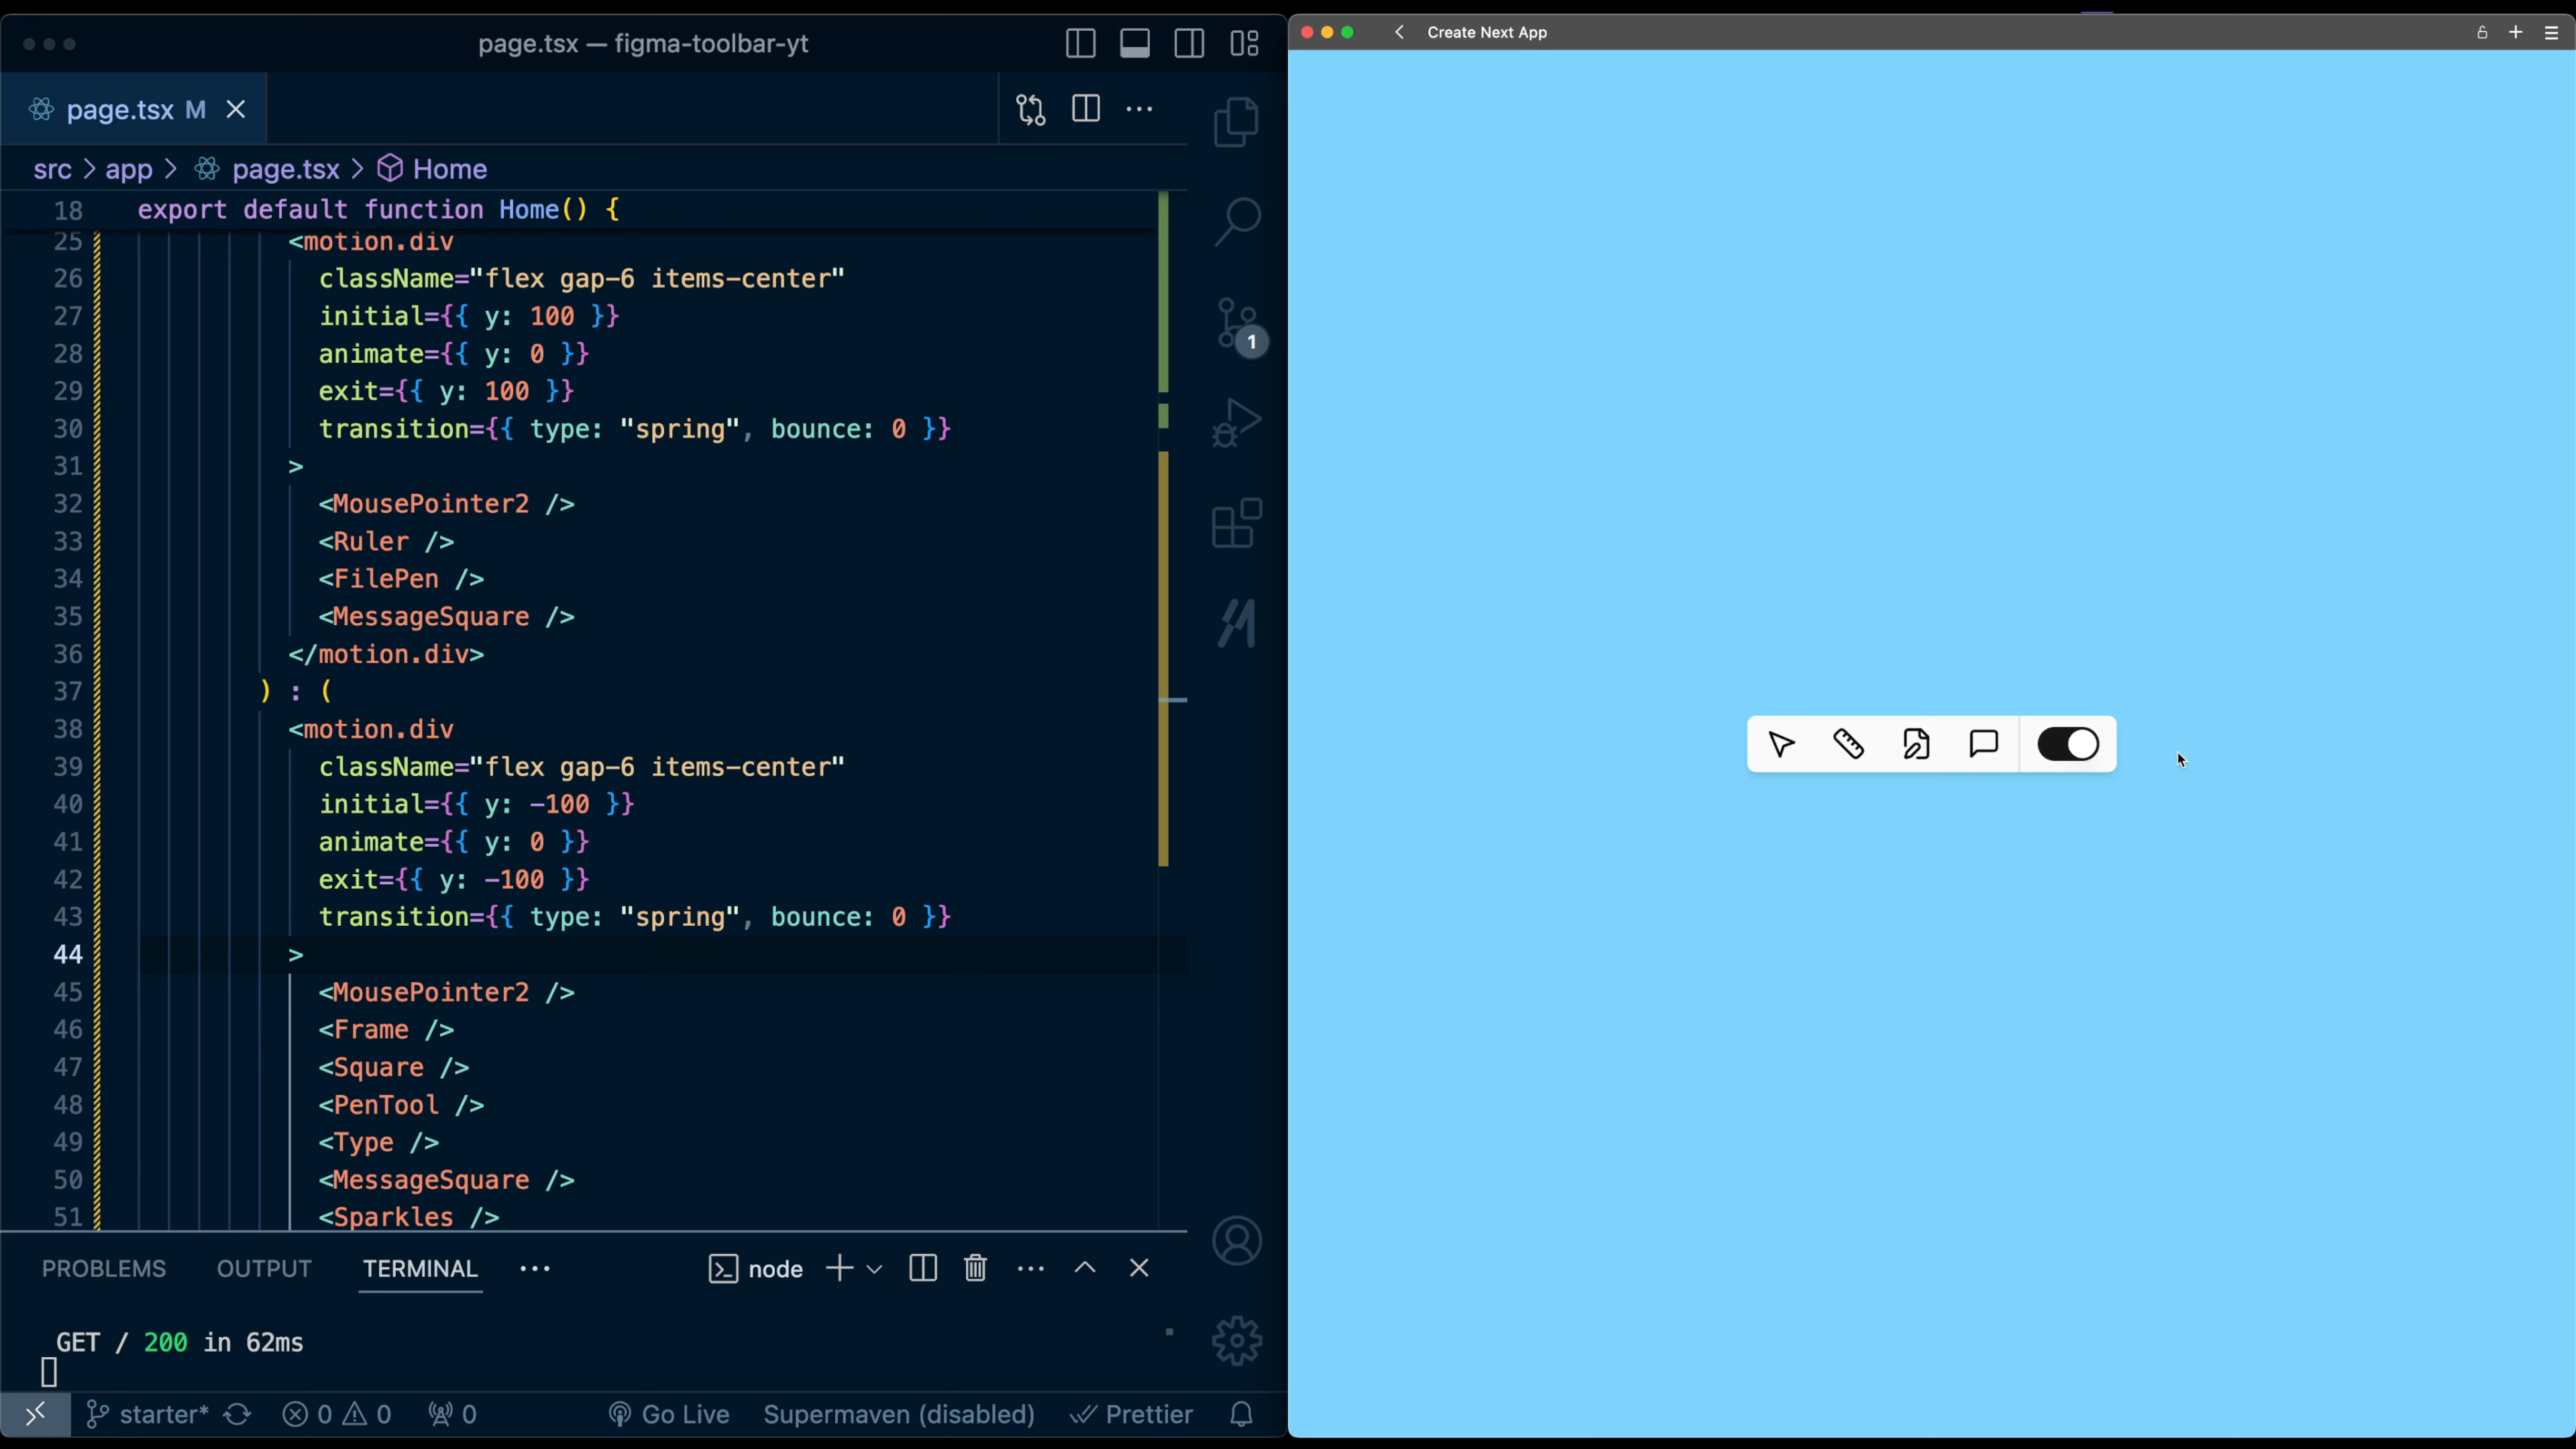 page.tsx — figma-toolbar-yt
page.tsx M
src > app > page.tsx > Home
18 export default function Home() {
25 <motion.div
26 className="flex gap-6 items-center"
27 initial={{ y: 100 }}
28 animate={{ y: 0 }}
29 exit={{ y: 100 }}
30 transition={{ type: "spring", bounce: 0 }}
31 >
32 <MousePointer2 />
33 <Ruler />
34 <FilePen />
35 <MessageSquare />
36 </motion.div>
37 ) : (
38 <motion.div
39 className="flex gap-6 items-center"
40 initial={{ y: -100 }}
41 animate={{ y: 0 }}
42 exit={{ y: -100 }}
43 transition={{ type: "spring", bounce: 0 }}
44 >
45 <MousePointer2 />
46 <Frame />
47 <Square />
48 <PenTool />
49 <Type />
50 <MessageSquare />
51 <Sparkles />
1
PROBLEMS OUTPUT TERMINAL ··· node
GET / 200 in 62ms
starter* 0 0 0 Go Live Supermaven (disabled) Prettier
Create Next App